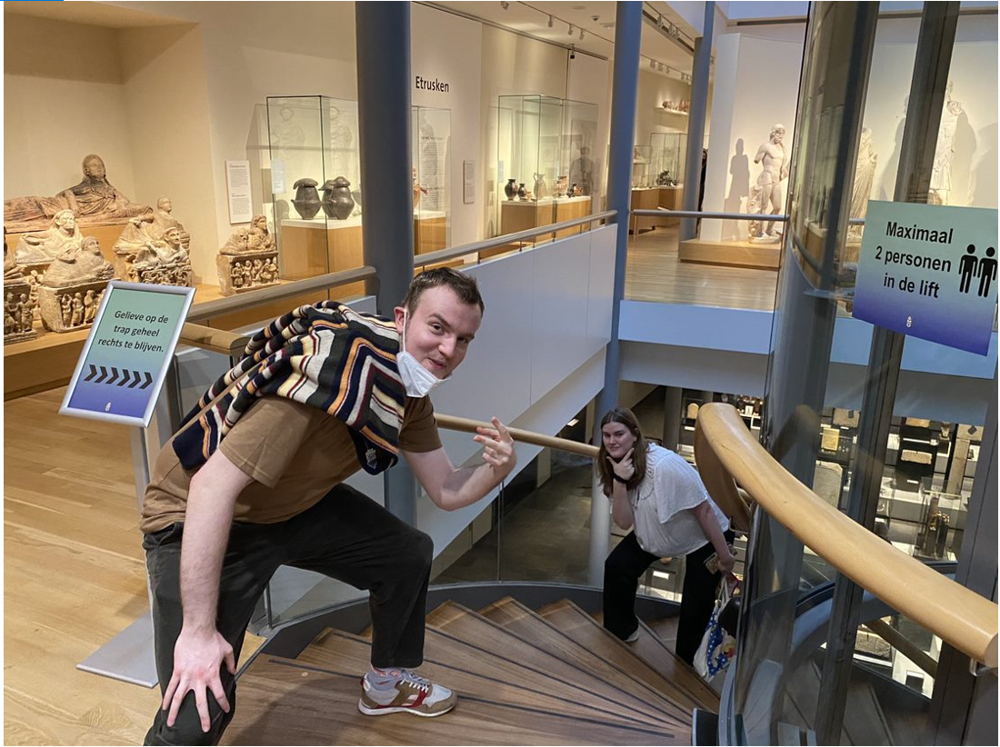 Etrusken
Gelieve op de
trap geheel
rechts te blijven.
Maximaal
2 personen
in de lift